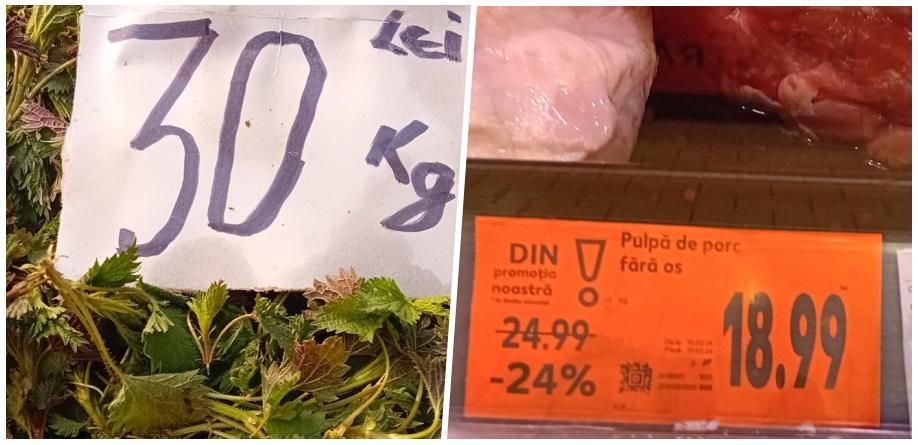 30 Lei
Kg
DIN
promoția
noastră
!
Pulpă de porc
fără os
24.99
-24%
18.99